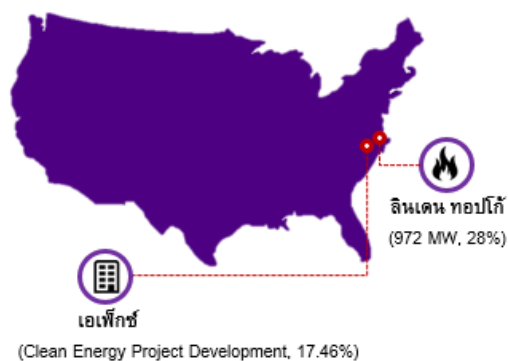 ลินเดน ทอปโก้
(972 MW, 28%)
เอเพ็กซ์
(Clean Energy Project Development, 17.46%)